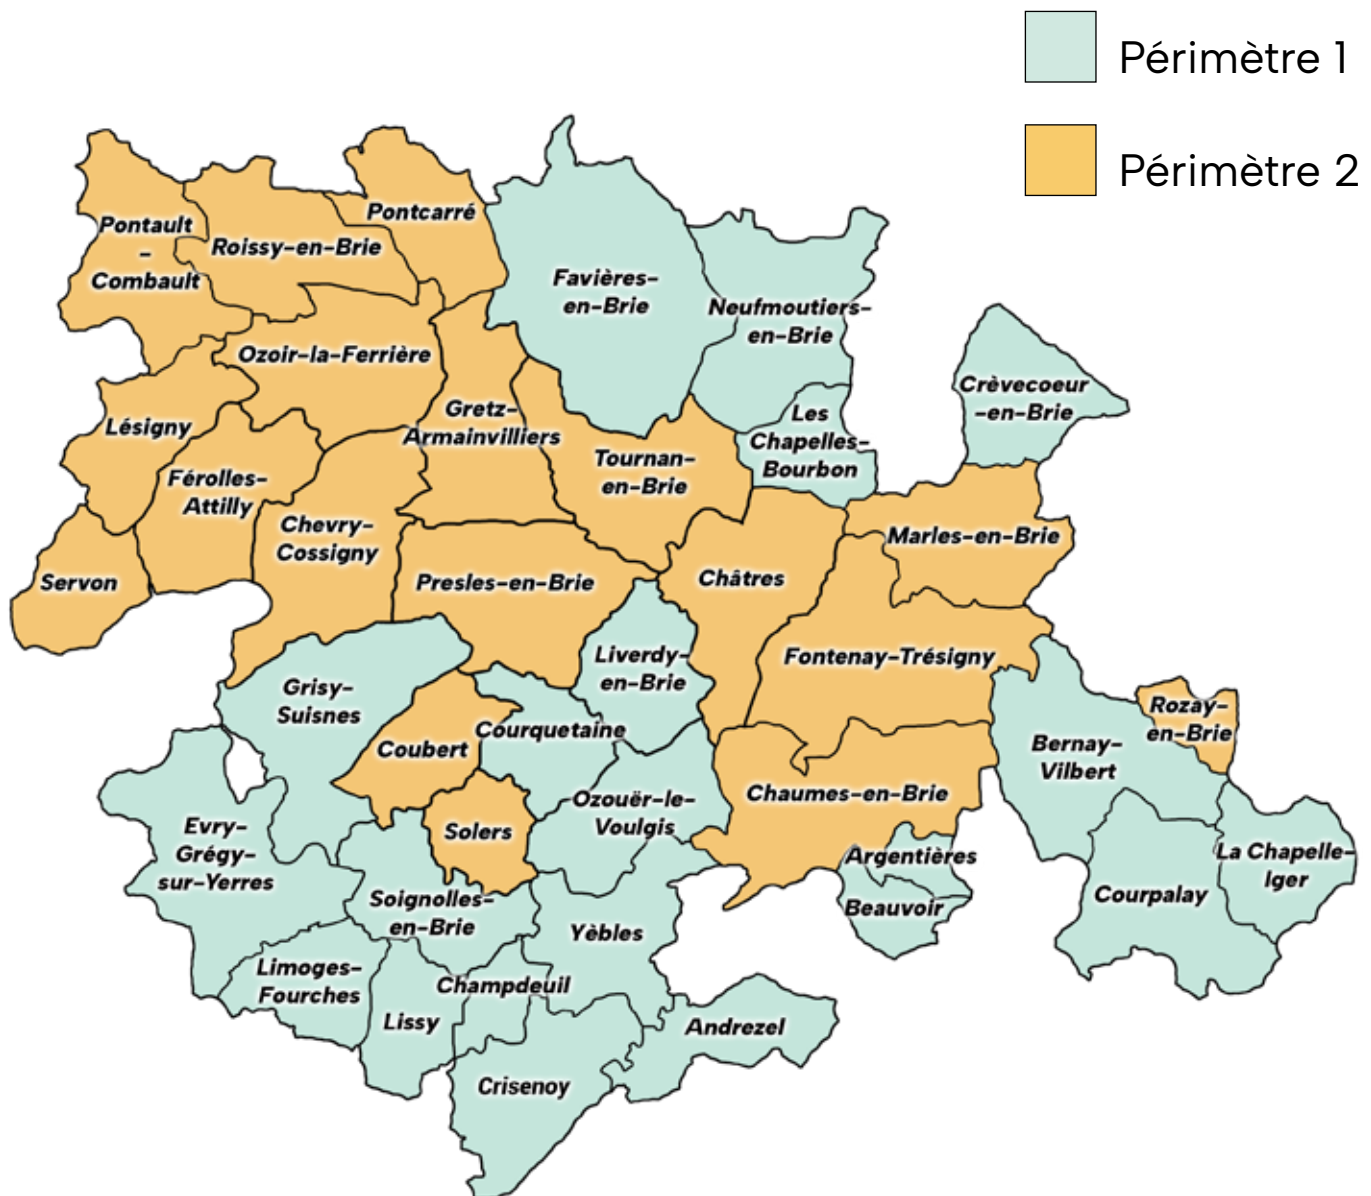 Périmètre 1
Périmètre 2
Pontault
-
Combault
Roissy-en-Brie
Pontcarré
Favières-
en-Brie
Neufmoutiers-
en-Brie
Ozoir-la-Ferrière
Crèvecoeur
-en-Brie
Lésigny
Gretz-
Armainvilliers
Les
Chapelles-
Bourbon
Tournan-
en-Brie
Férolles-
Attilly
Chevry-
Cossigny
Marles-en-Brie
Servon
Presles-en-Brie
Châtres
Liverdy-
en-Brie
Fontenay-Trésigny
Grisy-
Suisnes
Rozay-
en-Brie
Courquetaine
Coubert
Bernay-
Vilbert
Chaumes-en-Brie
Ozouër-le-
Voulgis
Solers
Evry-
Grégy-
sur-Yerres
Argentières
La Chapelle-
Iger
Courpalay
Beauvoir
Soignolles-
en-Brie
Yèbles
Limoges-
Fourches
Champdeuil
Lissy
Andrezel
Crisenoy